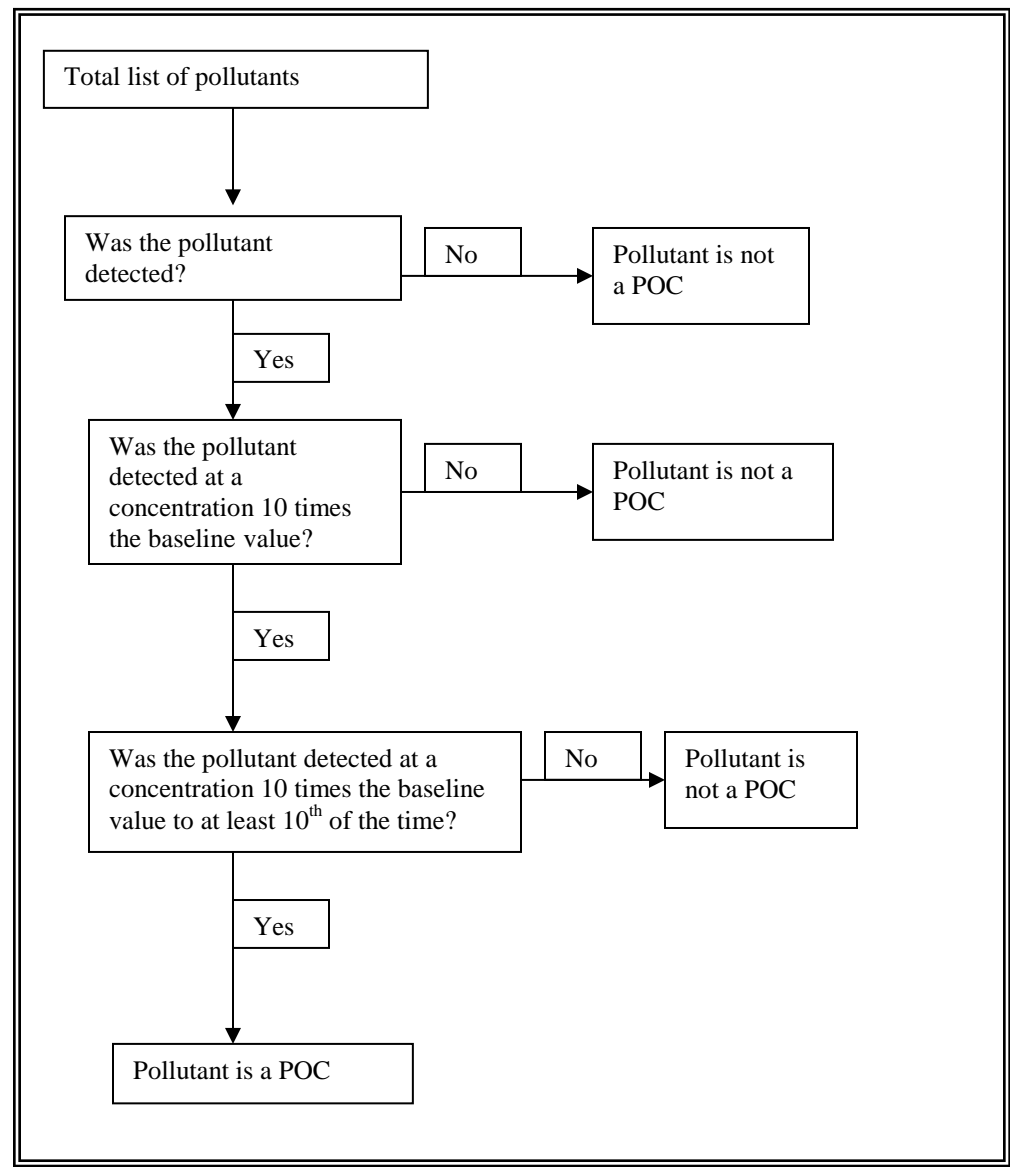 Total list of pollutants
Was the pollutant
detected?
No
Pollutant is not
a POC
Yes
Was the pollutant
detected at a
concentration 10 times
the baseline value?
No
Pollutant is not a
POC
Yes
Was the pollutant detected at a
concentration 10 times the baseline
value to at least 10th of the time?
No
Pollutant is
not a POC
Yes
Pollutant is a POC